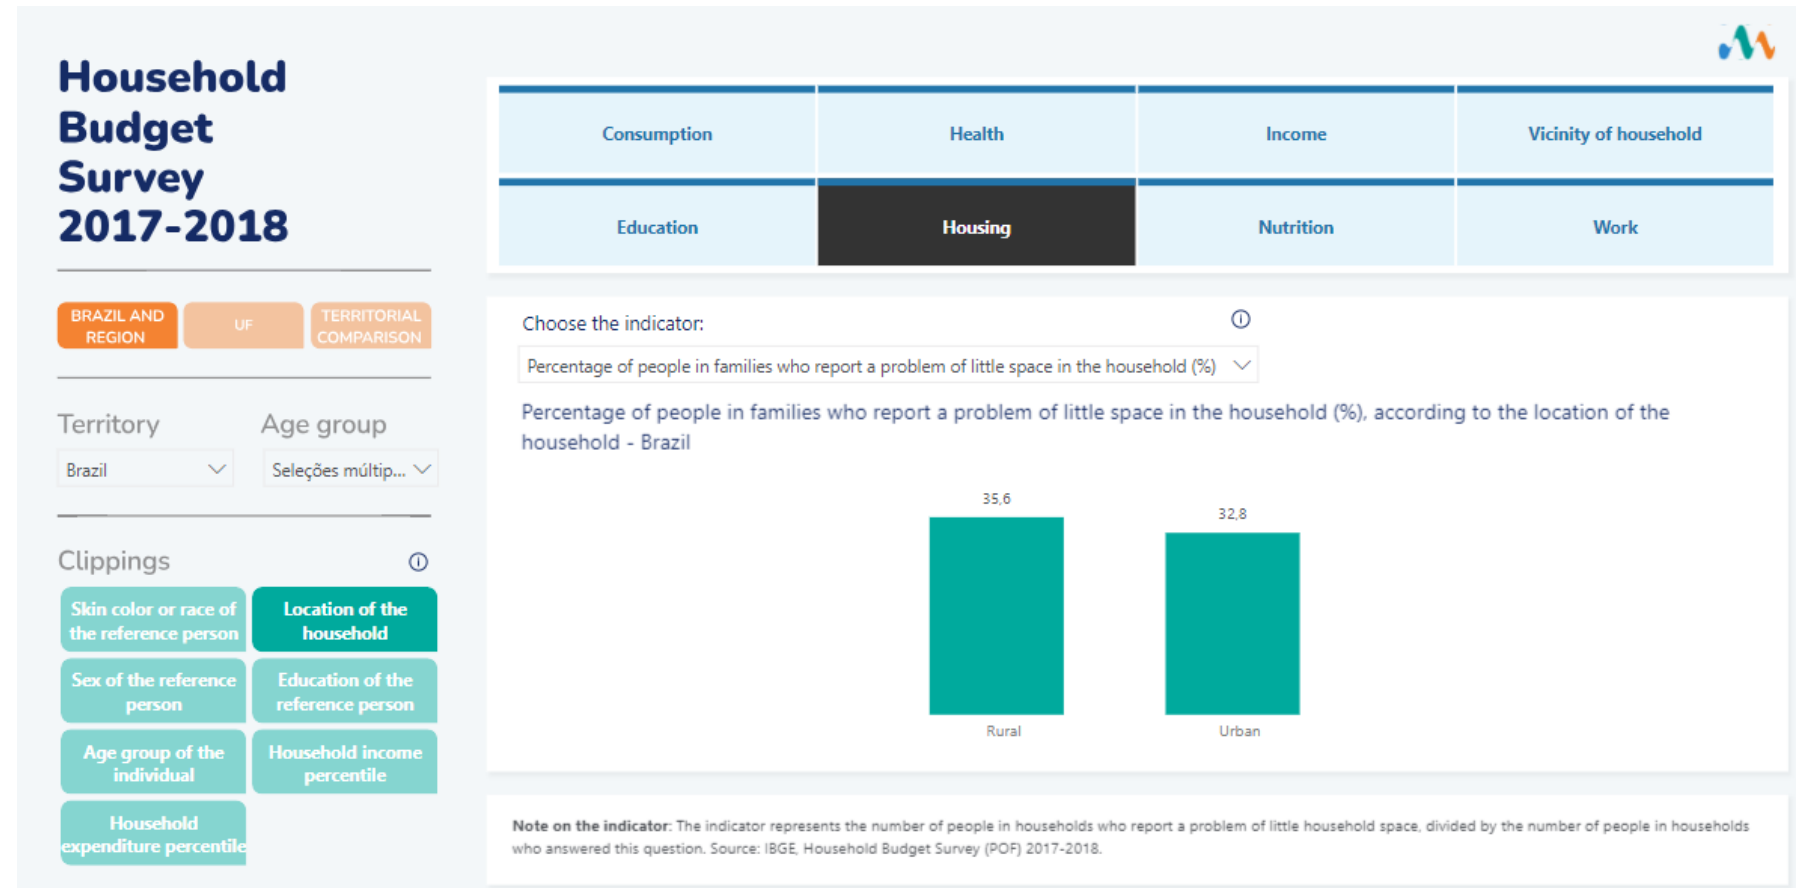 Household
Budget
Survey
2017-2018
Consumption
Health
Income
Vicinity of household
Education
Housing
Nutrition
Work
BRAZIL AND
REGION
UF
TERRITORIAL
COMPARISON
Territory
Age group
Brazil
Seleções múltip...
Clippings
Skin color or race of
the reference person
Location of the
household
Sex of the reference
person
Education of the
reference person
Age group of the
individual
Household income
percentile
Household
expenditure percentile
Choose the indicator:
Percentage of people in families who report a problem of little space in the household (%)
Percentage of people in families who report a problem of little space in the household (%), according to the location of the
household - Brazil
35,6
32,8
Rural
Urban
Note on the indicator: The indicator represents the number of people in households who report a problem of little household space, divided by the number of people in households
who answered this question. Source: IBGE, Household Budget Survey (POF) 2017-2018.